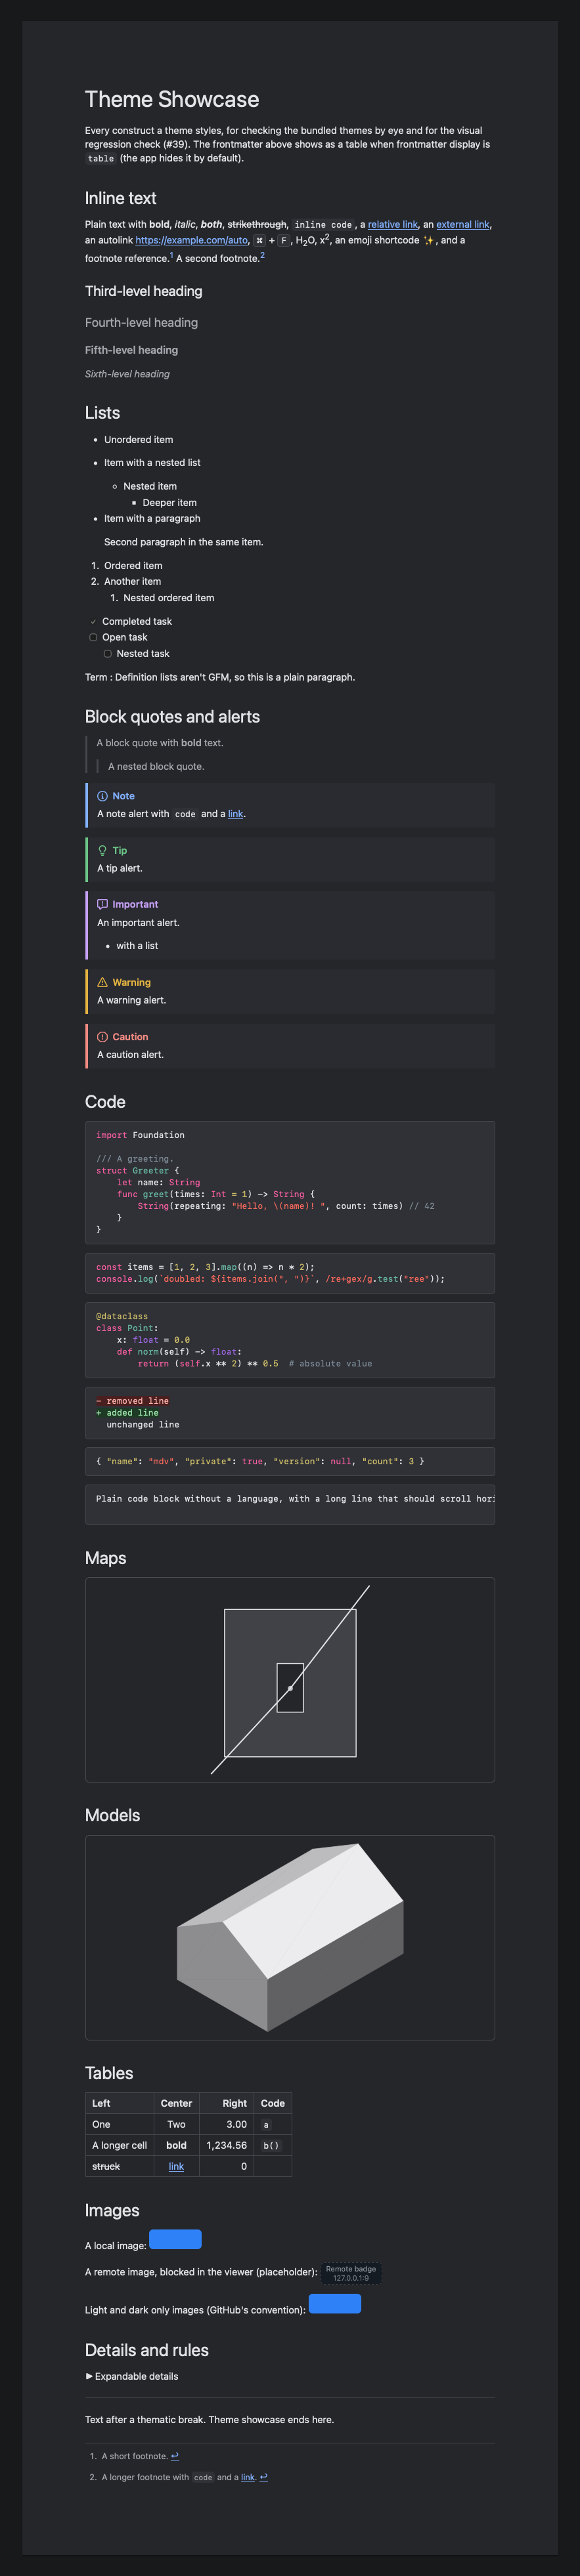 Theme Showcase
Every construct a theme styles, for checking the bundled themes by eye and for the visual
regression check (#39). The frontmatter above shows as a table when frontmatter display is
table (the app hides it by default).
Inline text
Plain text with bold, italic, both, strikethrough, inline code, a relative link, an external link,
an autolink https://example.com/auto, ⌘ + F, H₂O, x², an emoji shortcode ✨, and a
footnote reference.¹ A second footnote.²
Third-level heading
Fourth-level heading
Fifth-level heading
Sixth-level heading
Lists
• Unordered item
• Item with a nested list
◦ Nested item
▪ Deeper item
• Item with a paragraph
Second paragraph in the same item.
1. Ordered item
2. Another item
1. Nested ordered item
✓ Completed task
Open task
Nested task
Term : Definition lists aren't GFM, so this is a plain paragraph.
Block quotes and alerts
A block quote with bold text.
A nested block quote.
Note
A note alert with code and a link.
Tip
A tip alert.
Important
An important alert.
• with a list
Warning
A warning alert.
Caution
A caution alert.
Code
import Foundation
/// A greeting.
struct Greeter {
    let name: String
    func greet(times: Int = 1) -> String {
        String(repeating: "Hello, \(name)! ", count: times) // 42
    }
}
const items = [1, 2, 3].map((n) => n * 2);
console.log(`doubled: ${items.join(", ")}`, /re+gex/g.test("ree"));
@dataclass
class Point:
    x: float = 0.0
    def norm(self) -> float:
        return (self.x ** 2) ** 0.5  # absolute value
- removed line
+ added line
  unchanged line
{ "name": "mdv", "private": true, "version": null, "count": 3 }
Plain code block without a language, with a long line that should scroll hori
Maps
Models
Tables
Left Center Right Code
One Two 3.00 a
A longer cell bold 1,234.56 b()
struck link 0
Images
A local image:
A remote image, blocked in the viewer (placeholder): Remote badge
127.0.0.1:9
Light and dark only images (GitHub's convention):
Details and rules
▶ Expandable details
Text after a thematic break. Theme showcase ends here.
1. A short footnote. ↩
2. A longer footnote with code and a link. ↩